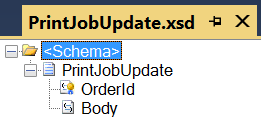 PrintJobUpdate.xsd
<Schema>
PrintJobUpdate
OrderId
Body